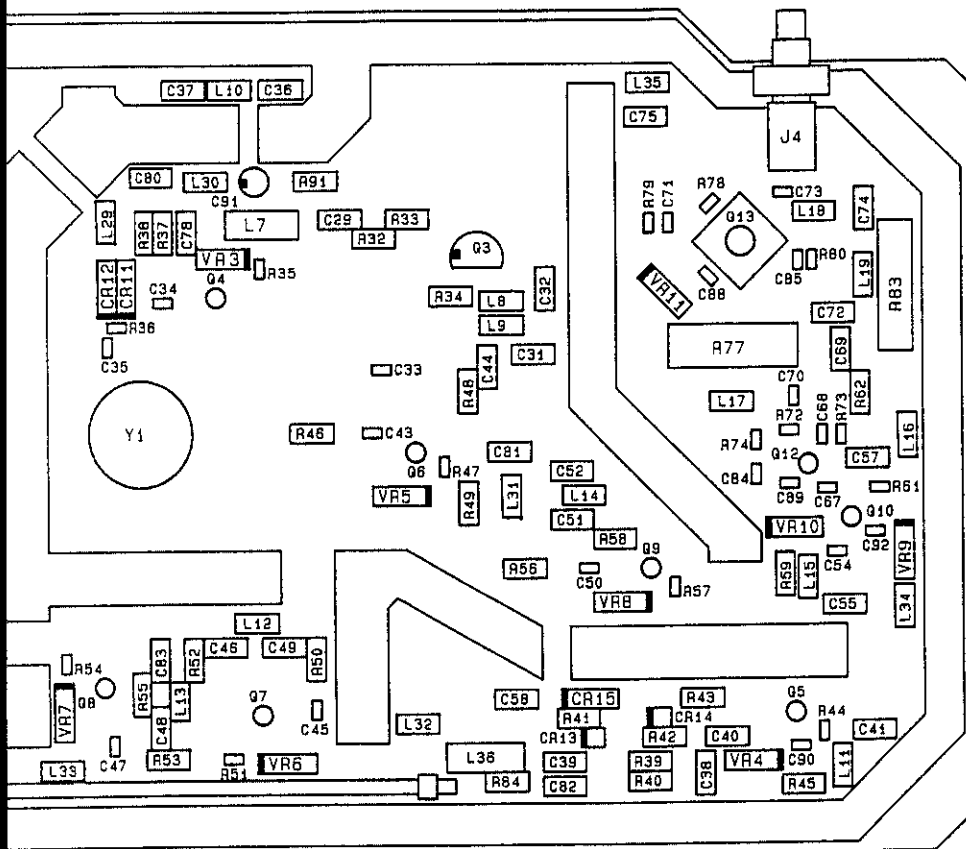 C37 L10 C36
L35
C75
J4
C80 L30 R91
C91
R79 C71 R78 C73
L18 C74
L29 R38 R37 C78 L7 C29 R33
R32
Q13
Q3
VR3 R35
Q4
C85 R80 L19
CR12 CR11 C34
R34 L8 C32
VR11 C88
R83
R36
L9
C72
C35
C44 C31
R77 C69
C33
R48
C70 R62
L17
Y1
R46 C43
R72 C68 R73 L16
R74
Q6 R47 C81
C52
Q12 C57
VR5 R49 L31 L14
C84 C89 C67 R61
C51
VR10 Q10
R58
C92 VR9
Q9 C54
R56 C50 R57
R59 L15
VR8
C55 L34
L12
C46 C49 R50
R54 C83 R52
Q8 R55 L13
VR7 C48
Q7 C45
C58 CR15 R43 Q5
R41 CR14 R44
L32 CR13 R42 C40 C41
C47 R53
R51 VR6
L36 C39 R39 C38 VR4 C90 L11
L33
R84 C82 R40 R45